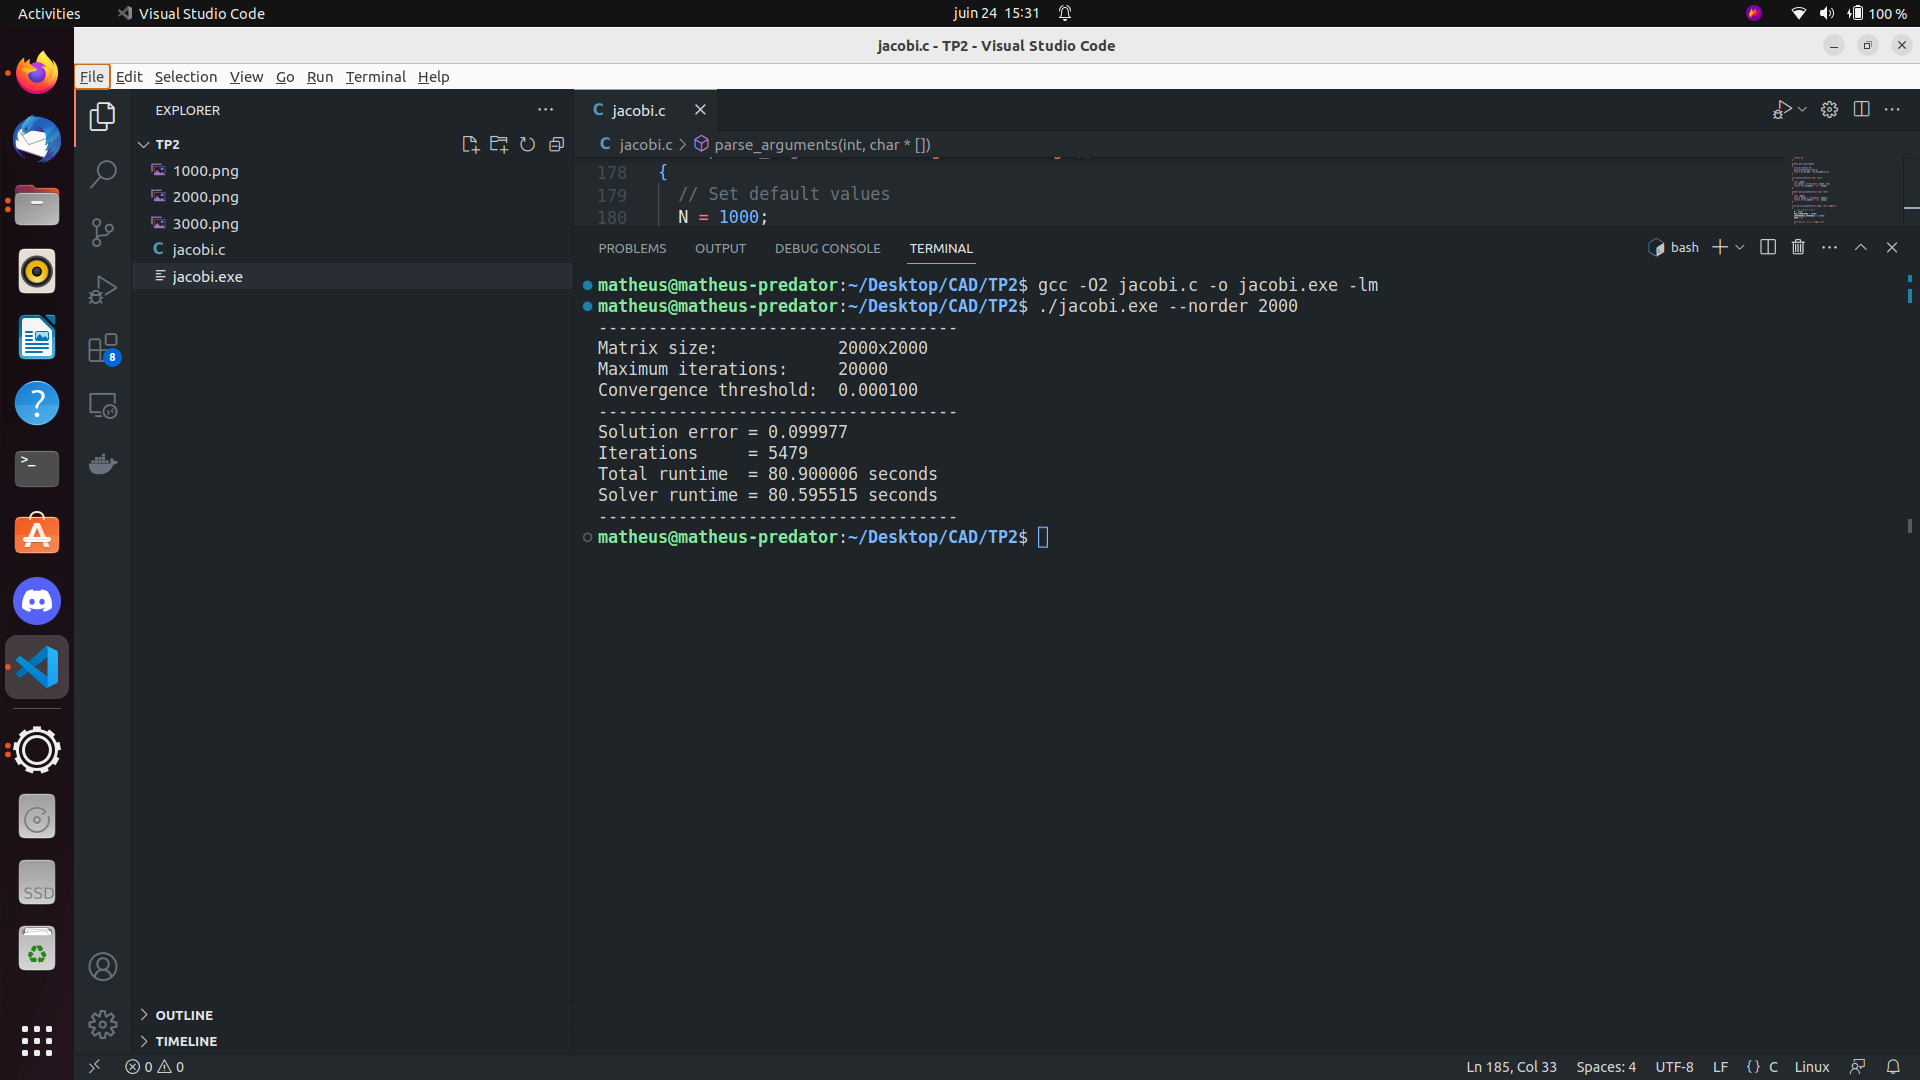 Activities Visual Studio Code juin 24 15:31 100 %
jacobi.c - TP2 - Visual Studio Code
File Edit Selection View Go Run Terminal Help
EXPLORER
TP2
1000.png
2000.png
3000.png
jacobi.c
jacobi.exe
OUTLINE
TIMELINE
8
SSD
C jacobi.c
C jacobi.c > parse_arguments(int, char * [])
178 {
179 // Set default values
180 N = 1000;
PROBLEMS OUTPUT DEBUG CONSOLE TERMINAL bash
matheus@matheus-predator:~/Desktop/CAD/TP2$ gcc -O2 jacobi.c -o jacobi.exe -lm
matheus@matheus-predator:~/Desktop/CAD/TP2$ ./jacobi.exe --norder 2000
------------------------------------
Matrix size: 2000x2000
Maximum iterations: 20000
Convergence threshold: 0.000100
------------------------------------
Solution error = 0.099977
Iterations = 5479
Total runtime = 80.900006 seconds
Solver runtime = 80.595515 seconds
------------------------------------
matheus@matheus-predator:~/Desktop/CAD/TP2$
0 0 Ln 185, Col 33 Spaces: 4 UTF-8 LF {} C Linux